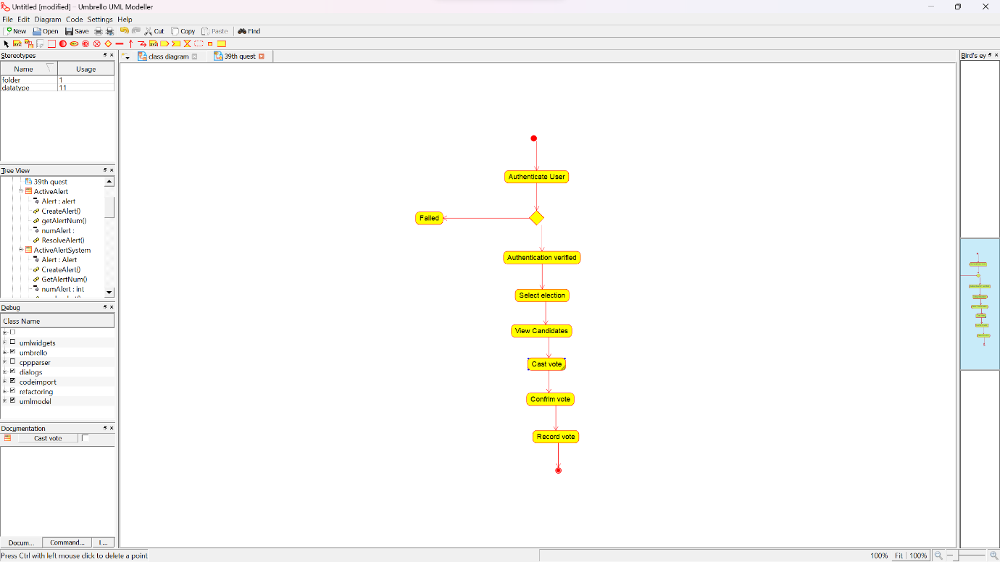 Untitled [modified] – Umbrello UML Modeller
File Edit Diagram Code Settings Help
New Open Save Cut Copy Paste Find
Stereotypes
Name Usage
folder 1
datatype 11
Tree View
39th quest
ActiveAlert
Alert : alert
CreateAlert()
getAlertNum()
numAlert :
ResolveAlert()
ActiveAlertSystem
Alert : Alert
CreateAlert()
GetAlertNum()
numAlert : int
Debug
Class Name
umlwidgets
umbrello
cppparser
dialogs
codeimport
refactoring
umlmodel
Documentation
Cast vote
Docum... Command... L...
class diagram 39th quest
Authenticate User
Failed
Authentication verified
Select election
View Candidates
Cast vote
Confrim vote
Record vote
Bird's ey
Press Ctrl with left mouse click to delete a point
100% Fit 100%